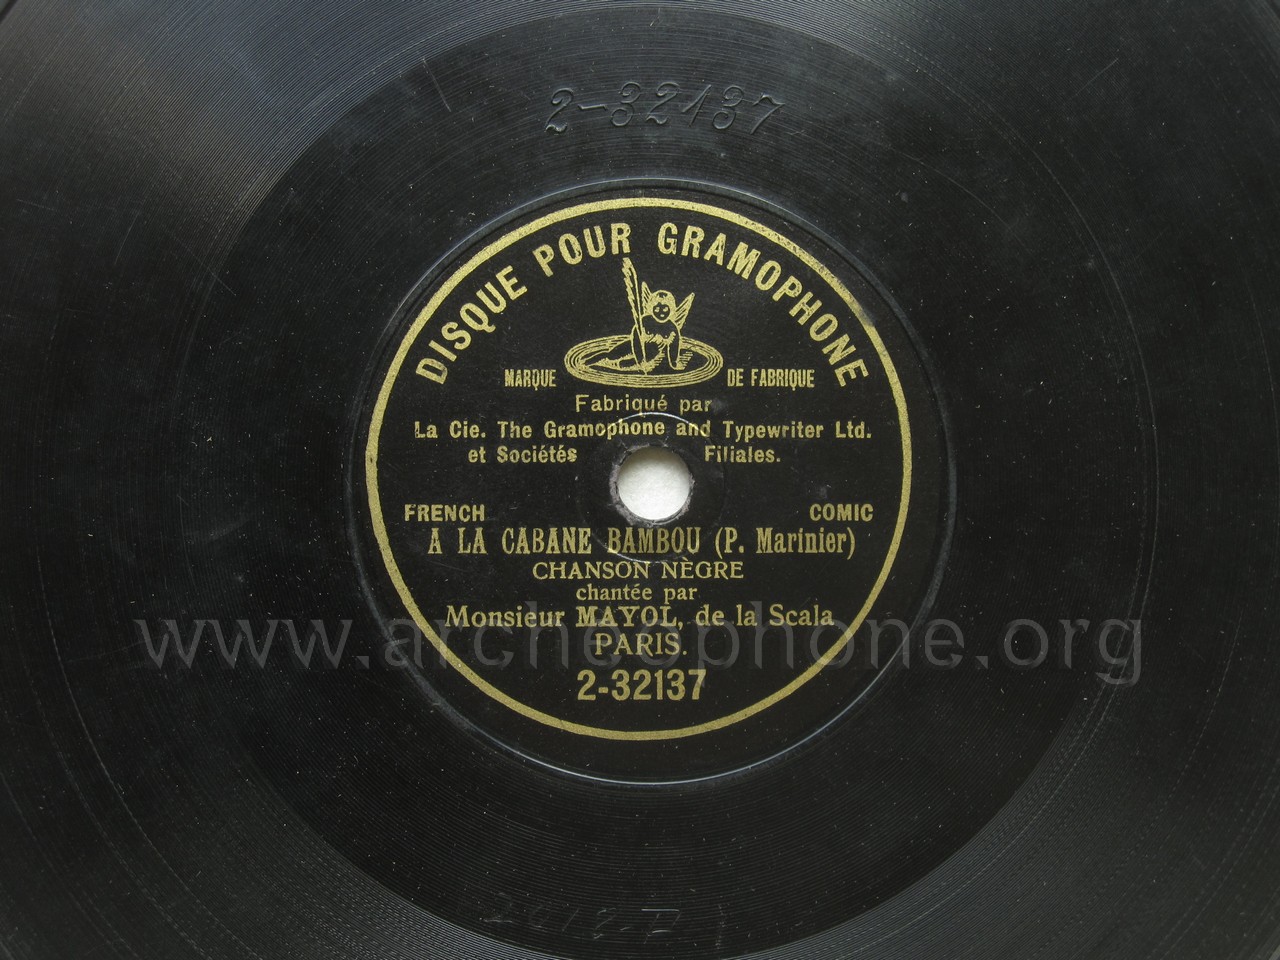 2-32137
DISQUE POUR GRAMOPHONE
MARQUE DE FABRIQUE
Fabriqué par
La Cie. The Gramophone and Typewriter Ltd.
et Sociétés Filiales.
FRENCH COMIC
A LA CABANE BAMBOU (P. Marinier)
CHANSON NÈGRE
chantée par
Monsieur MAYOL, de la Scala
www.archeophone.org
PARIS.
2-32137